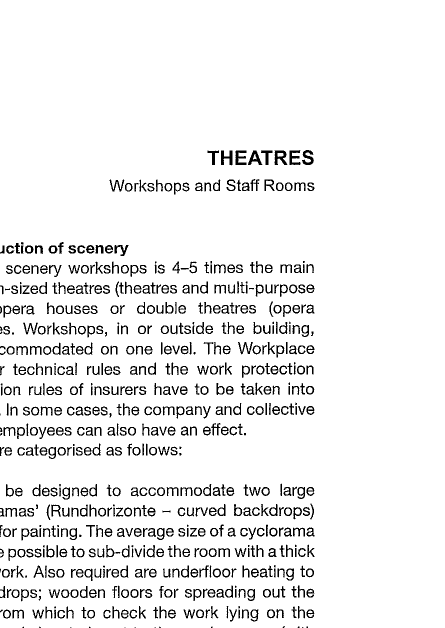 THEATRES
Workshops and Staff Rooms
uction of scenery
scenery workshops is 4–5 times the main
n-sized theatres (theatres and multi-purpose
opera houses or double theatres (opera
es. Workshops, in or outside the building,
commodated on one level. The Workplace
r technical rules and the work protection
ion rules of insurers have to be taken into
. In some cases, the company and collective
employees can also have an effect.
re categorised as follows:
be designed to accommodate two large
amas’ (Rundhorizonte – curved backdrops)
for painting. The average size of a cyclorama
e possible to sub-divide the room with a thick
ork. Also required are underfloor heating to
drops; wooden floors for spreading out the
rom which to check the work lying on the